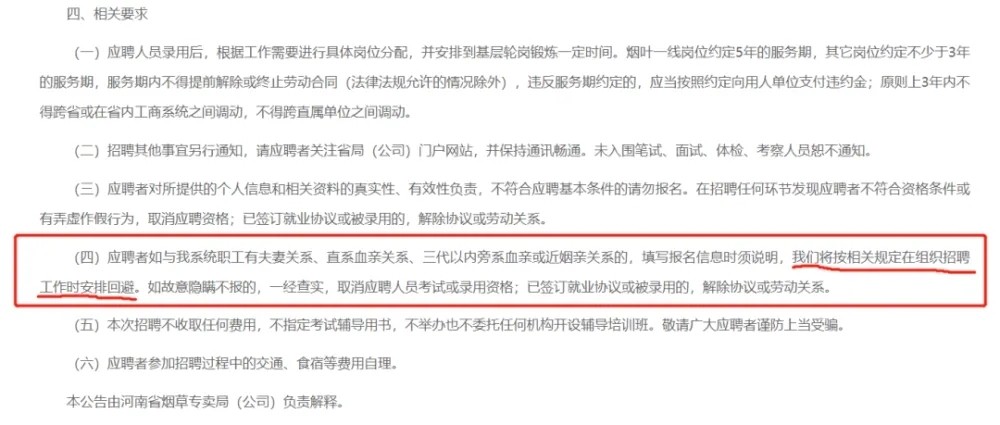 四、相关要求
（一）应聘人员录用后，根据工作需要进行具体岗位分配，并安排到基层轮岗锻炼一定时间。烟叶一线岗位约定5年的服务期，其它岗位约定不少于3年
的服务期，服务期内不得提前解除或终止劳动合同（法律法规允许的情况除外），违反服务期约定的，应当按照约定向用人单位支付违约金；原则上3年内不
得跨省或在省内工商系统之间调动，不得跨直属单位之间调动。
（二）招聘其他事宜另行通知，请应聘者关注省局（公司）门户网站，并保持通讯畅通。未入围笔试、面试、体检、考察人员恕不通知。
（三）应聘者对所提供的个人信息和相关资料的真实性、有效性负责，不符合应聘基本条件的请勿报名。在招聘任何环节发现应聘者不符合资格条件或
有弄虚作假行为，取消应聘资格；已签订就业协议或被录用的，解除协议或劳动关系。
（四）应聘者如与我系统职工有夫妻关系、直系血亲关系、三代以内旁系血亲或近姻亲关系的，填写报名信息时须说明，我们将按相关规定在组织招聘
工作时安排回避。如故意隐瞒不报的，一经查实，取消应聘人员考试或录用资格；已签订就业协议或被录用的，解除协议或劳动关系。
（五）本次招聘不收取任何费用，不指定考试辅导用书，不举办也不委托任何机构开设辅导培训班。敬请广大应聘者谨防上当受骗。
（六）应聘者参加招聘过程中的交通、食宿等费用自理。
本公告由河南省烟草专卖局（公司）负责解释。